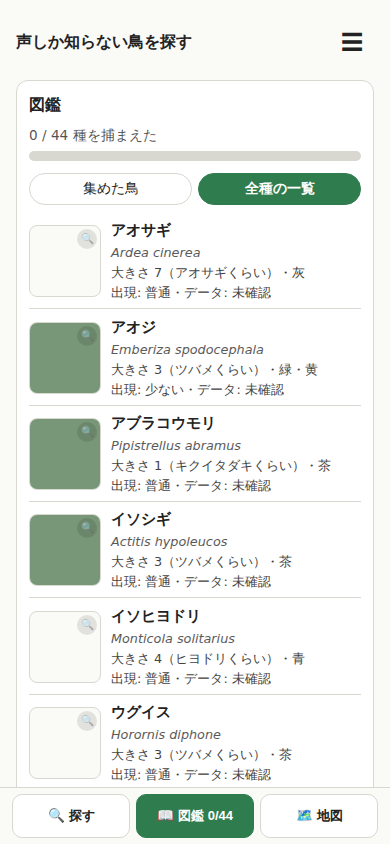 声しか知らない鳥を探す
図鑑
0 / 44 種を捕まえた
集めた鳥
全種の一覧
アオサギ
Ardea cinerea
大きさ 7（アオサギくらい）・灰
出現: 普通・データ: 未確認
アオジ
Emberiza spodocephala
大きさ 3（ツバメくらい）・緑・黄
出現: 少ない・データ: 未確認
アブラコウモリ
Pipistrellus abramus
大きさ 1（キクイタダキくらい）・茶
出現: 普通・データ: 未確認
イソシギ
Actitis hypoleucos
大きさ 3（ツバメくらい）・茶
出現: 普通・データ: 未確認
イソヒヨドリ
Monticola solitarius
大きさ 4（ヒヨドリくらい）・青
出現: 普通・データ: 未確認
ウグイス
Horornis diphone
大きさ 3（ツバメくらい）・茶
出現: 普通・データ: 未確認
探す
図鑑 0/44
地図